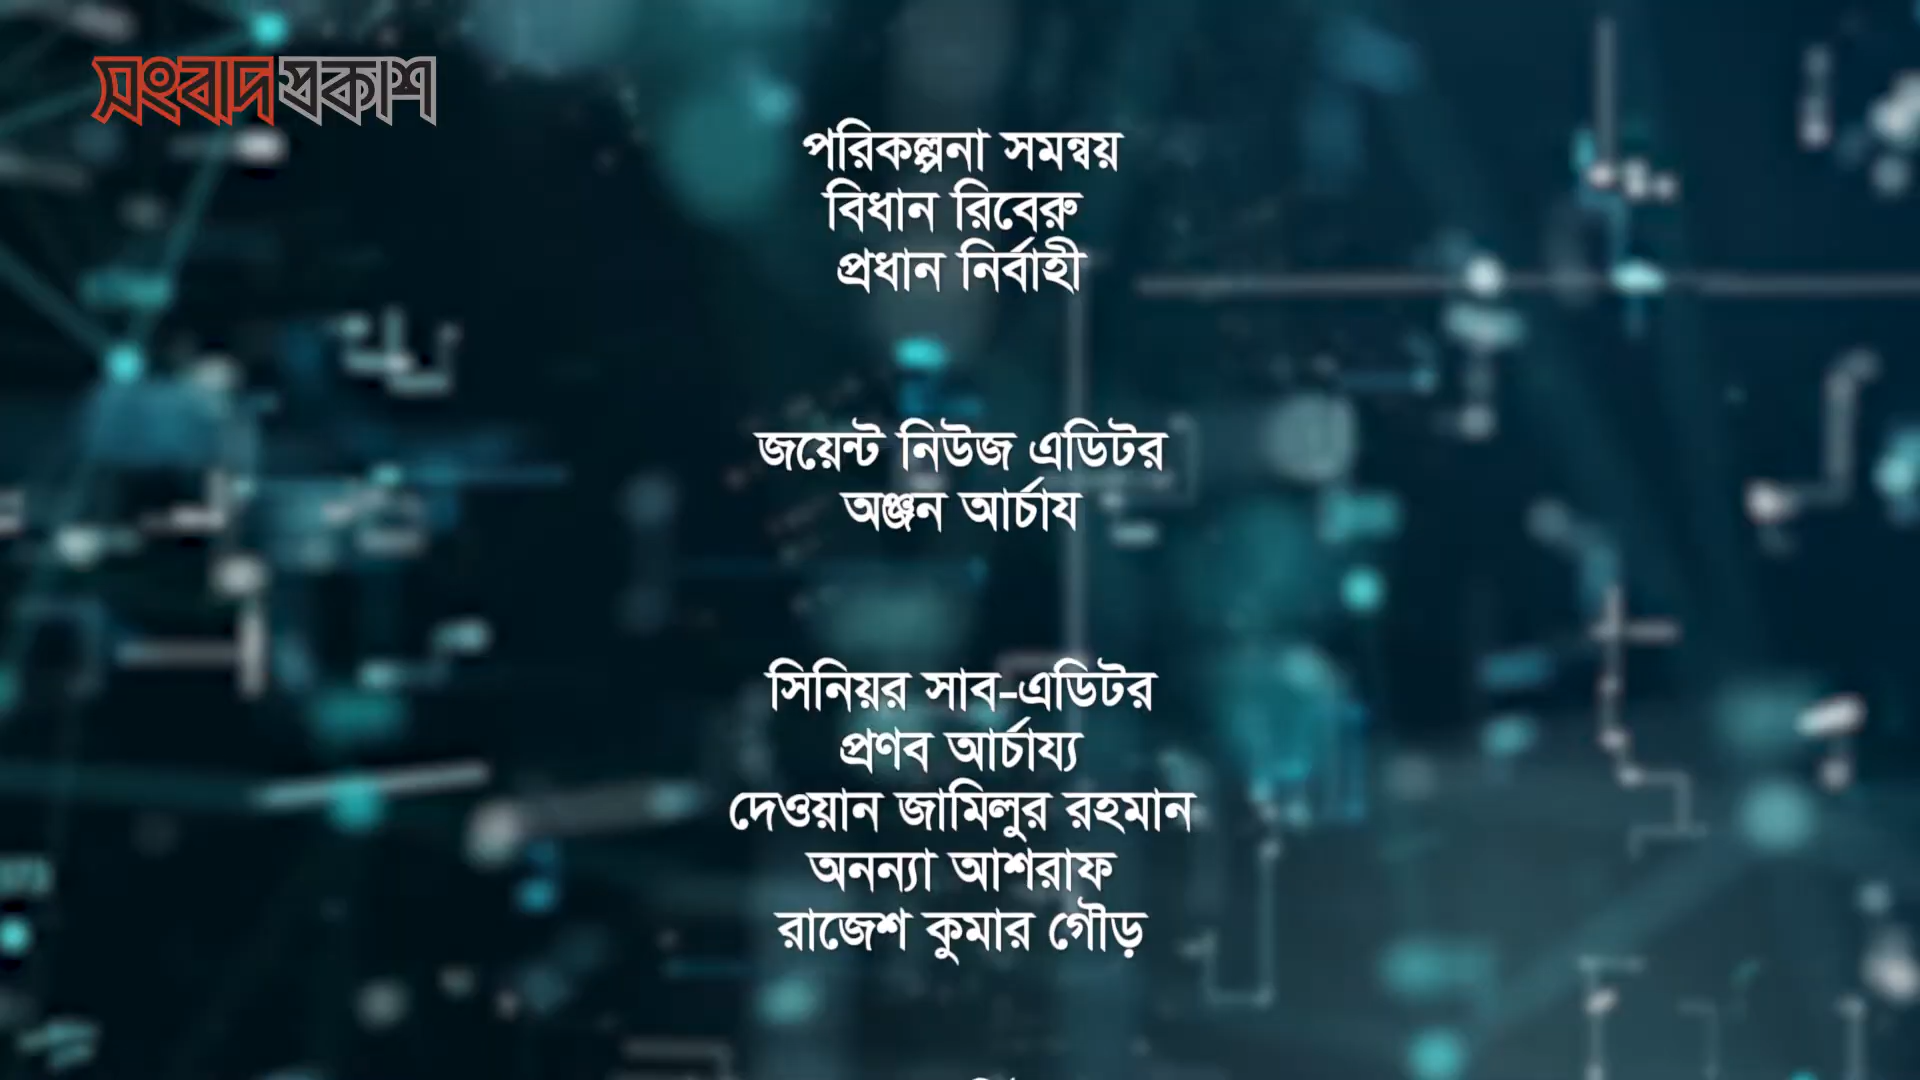 সংবাদপ্রকাশ
পরিকল্পনা সমন্বয়
বিধান রিবেরু
প্রধান নির্বাহী
জয়েন্ট নিউজ এডিটর
অঞ্জন আর্চায
সিনিয়র সাব-এডিটর
প্রণব আর্চায্য
দেওয়ান জামিলুর রহমান
অনন্যা আশরাফ
রাজেশ কুমার গৌড়